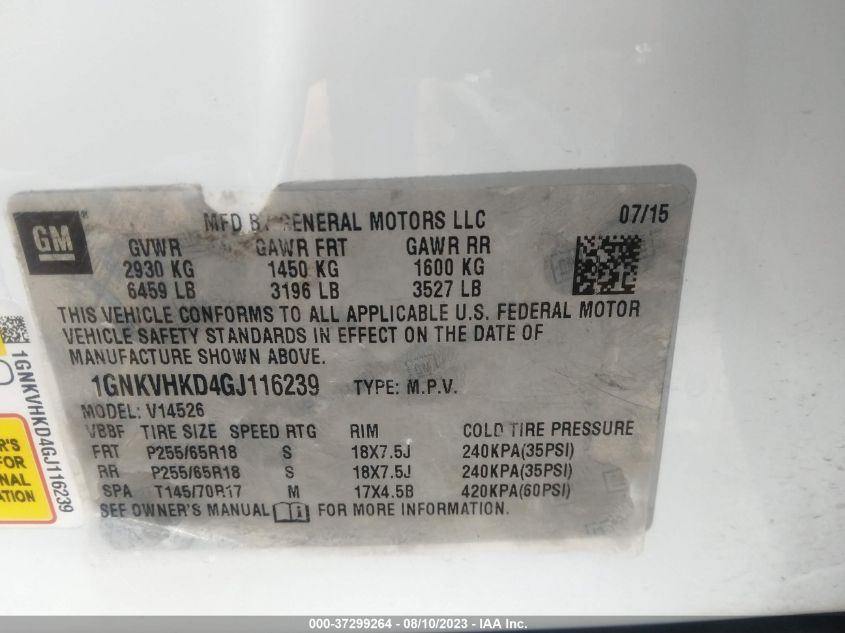 GM
MFD BY GENERAL MOTORS LLC 07/15
GVWR GAWR FRT GAWR RR
2930 KG 1450 KG 1600 KG
6459 LB 3196 LB 3527 LB
THIS VEHICLE CONFORMS TO ALL APPLICABLE U.S. FEDERAL MOTOR
VEHICLE SAFETY STANDARDS IN EFFECT ON THE DATE OF
MANUFACTURE SHOWN ABOVE.
1GNKVHKD4GJ116239 TYPE: M.P.V.
MODEL: V14526
VBBF TIRE SIZE SPEED RTG RIM COLD TIRE PRESSURE
FRT P255/65R18 S 18X7.5J 240KPA(35PSI)
RR P255/65R18 S 18X7.5J 240KPA(35PSI)
SPA T145/70R17 M 17X4.5B 420KPA(60PSI)
SEE OWNER'S MANUAL FOR MORE INFORMATION.
1GNKVHKD4GJ116239
R'S
FOR
NAL
ATION
000-37299264 - 08/10/2023 - IAA Inc.